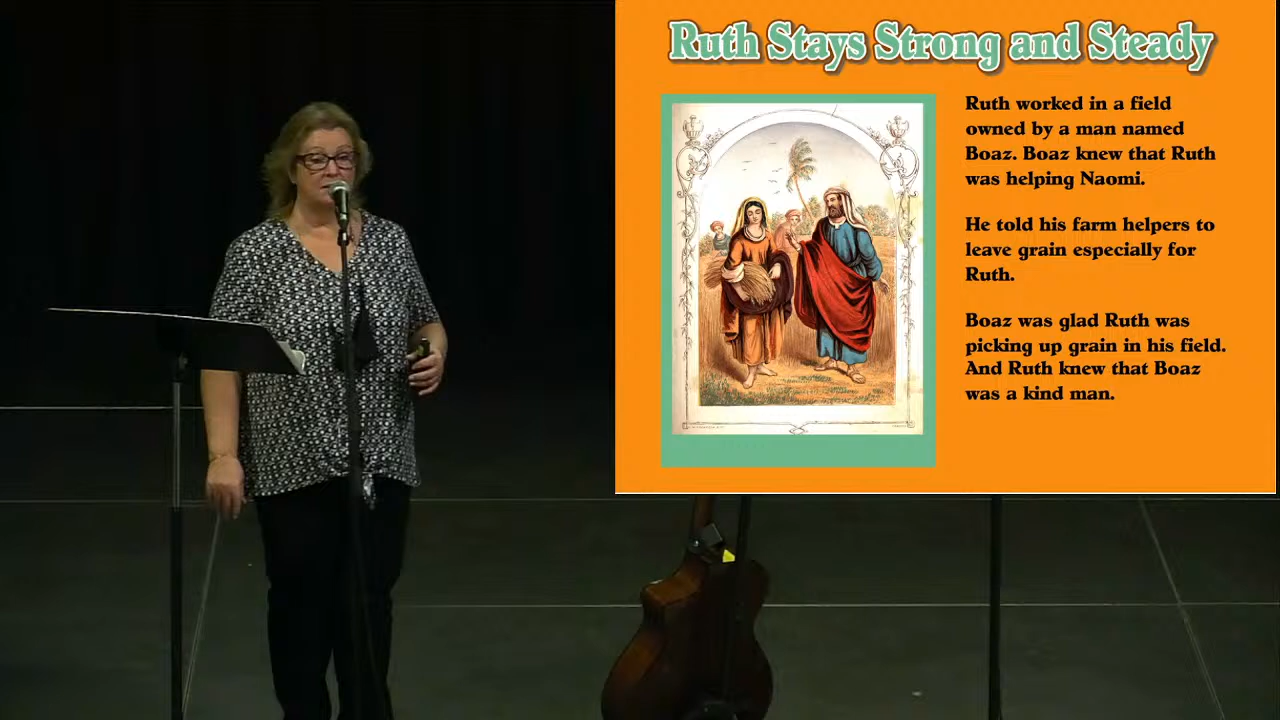 Ruth Stays Strong and Steady
Ruth worked in a field
owned by a man named
Boaz. Boaz knew that Ruth
was helping Naomi.
He told his farm helpers to
leave grain especially for
Ruth.
Boaz was glad Ruth was
picking up grain in his field.
And Ruth knew that Boaz
was a kind man.